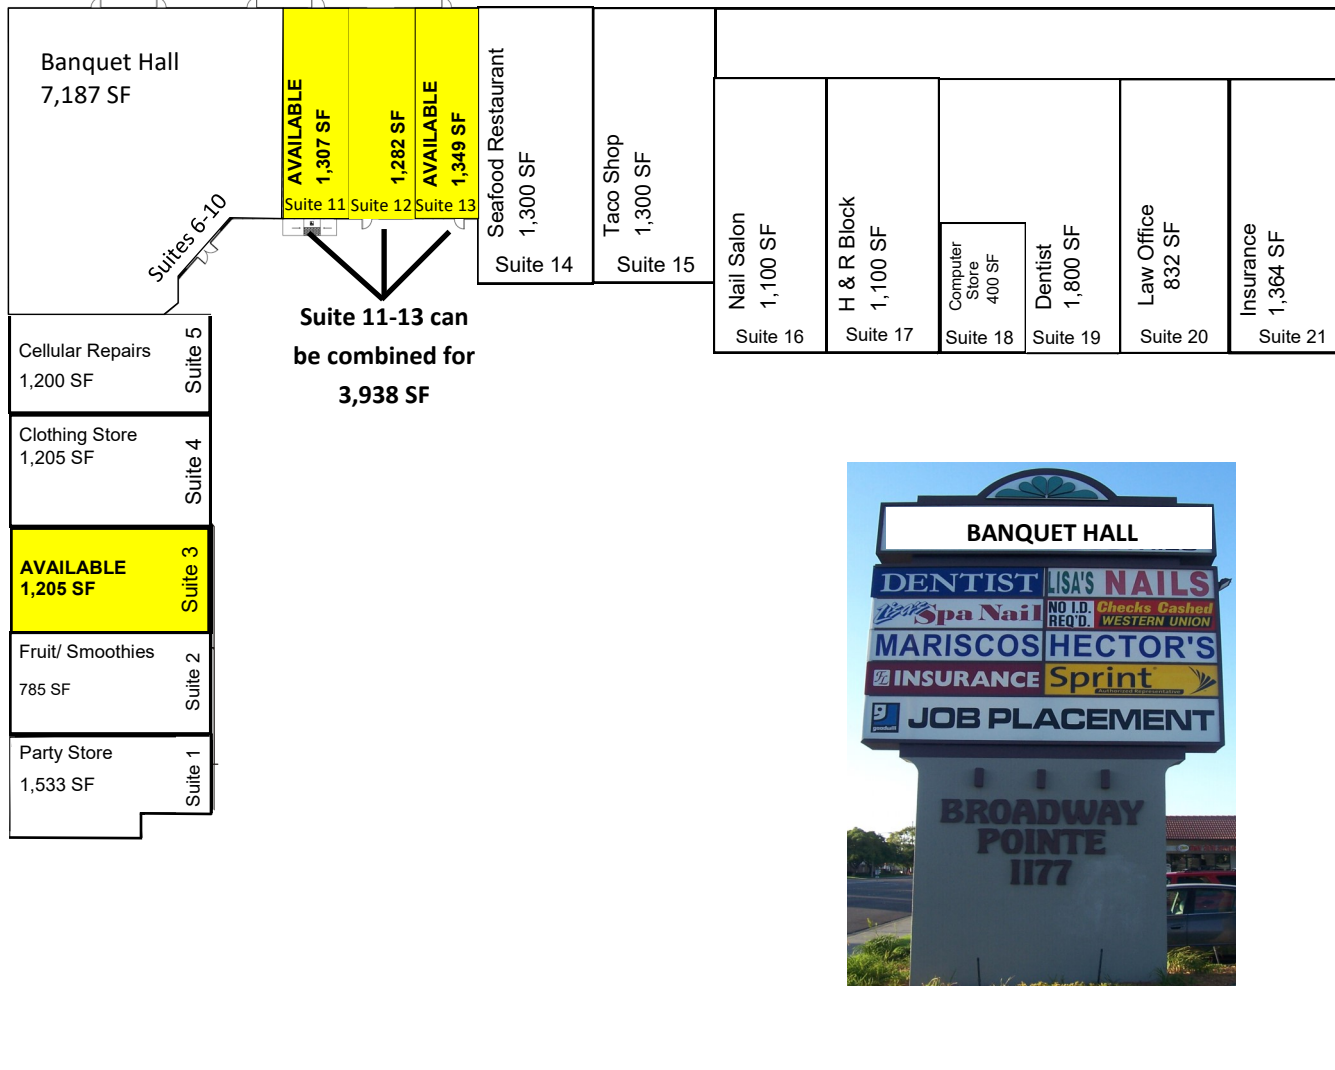 Banquet Hall
7,187 SF
Suites 6-10
AVAILABLE
1,307 SF
Suite 11
1,282 SF
Suite 12
AVAILABLE
1,349 SF
Suite 13
Seafood Restaurant
1,300 SF
Suite 14
Taco Shop
1,300 SF
Suite 15
Nail Salon
1,100 SF
Suite 16
H & R Block
1,100 SF
Suite 17
Computer
Store
400 SF
Suite 18
Dentist
1,800 SF
Suite 19
Law Office
832 SF
Suite 20
Insurance
1,364 SF
Suite 21
Suite 11-13 can
be combined for
3,938 SF
Cellular Repairs
1,200 SF
Suite 5
Clothing Store
1,205 SF
Suite 4
AVAILABLE
1,205 SF
Suite 3
Fruit/ Smoothies
785 SF
Suite 2
Party Store
1,533 SF
Suite 1
BANQUET HALL
DENTIST
LISA'S NAILS
Spa Nail
NO I.D.
REQ'D.
Checks Cashed
WESTERN UNION
MARISCOS
HECTOR'S
INSURANCE
Sprint
Authorized Representative
goodwill
JOB PLACEMENT
BROADWAY
POINTE
1177